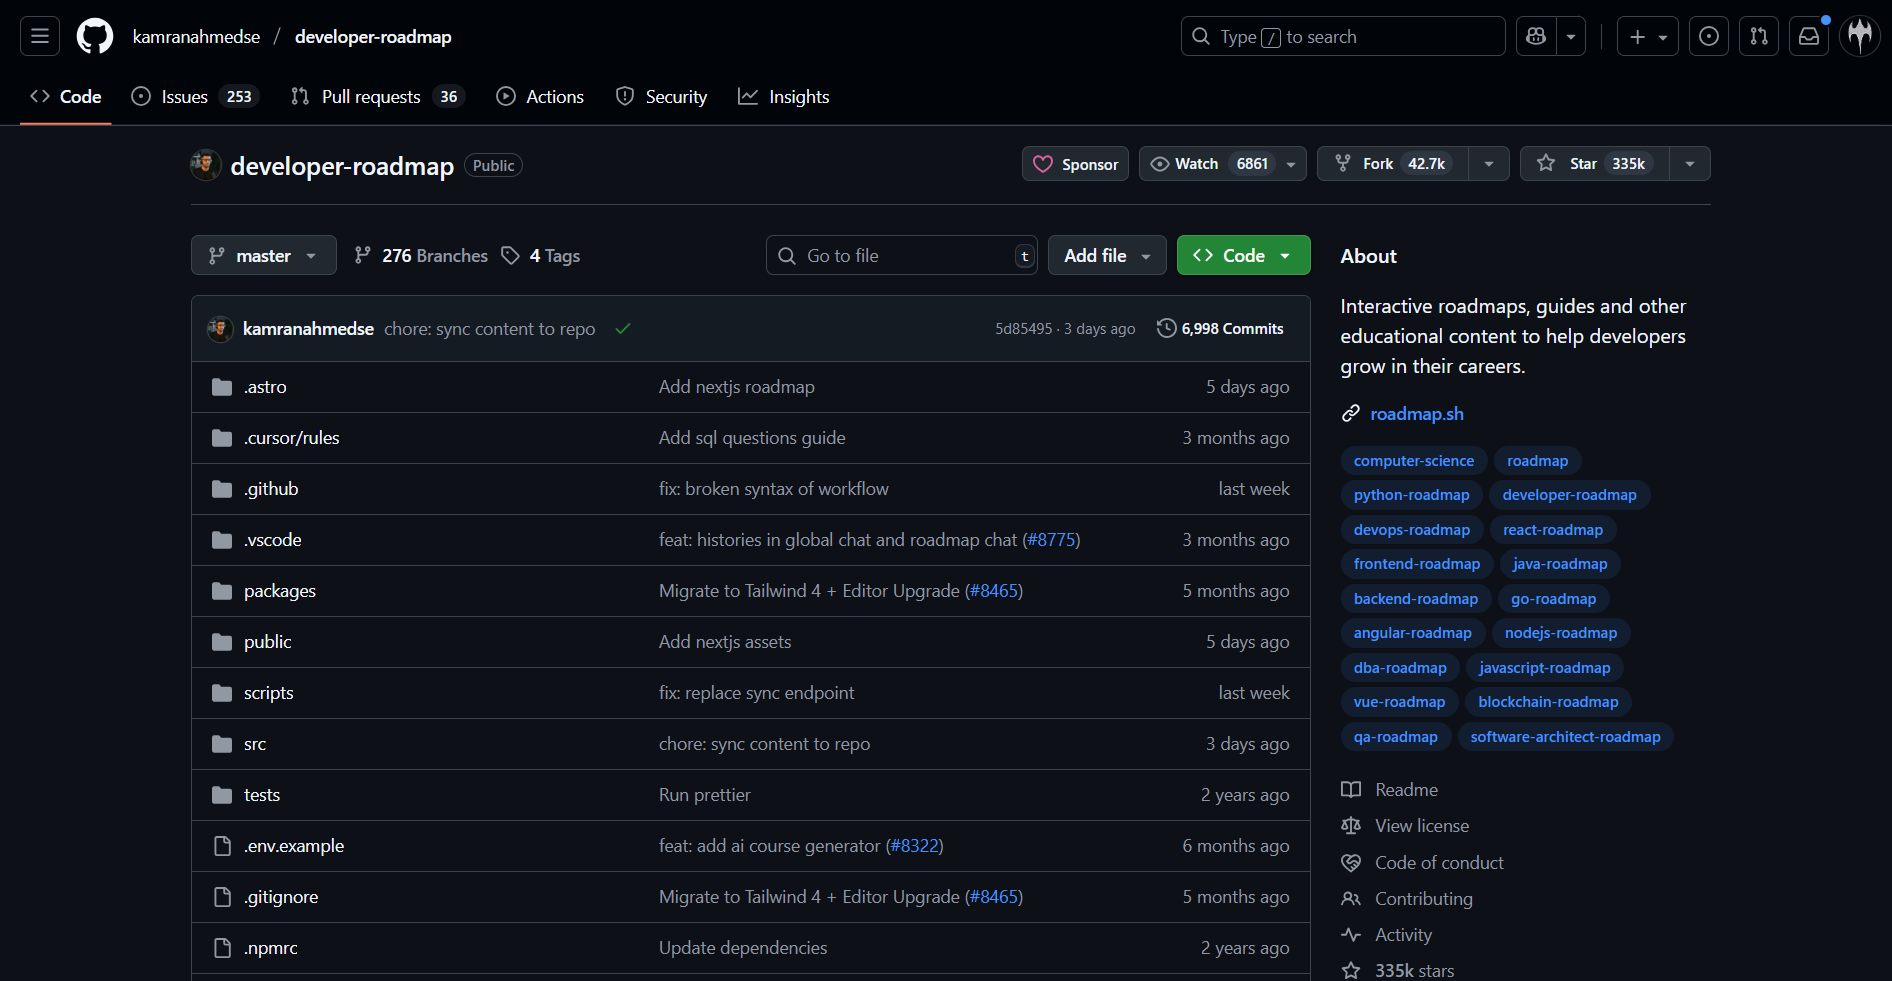 kamranahmedse / developer-roadmap
Type / to search
Code Issues 253 Pull requests 36 Actions Security Insights
developer-roadmap Public
Sponsor Watch 6861 Fork 42.7k Star 335k
master 276 Branches 4 Tags
Go to file t Add file Code
kamranahmedse chore: sync content to repo 5d85495 · 3 days ago 6,998 Commits
.astro Add nextjs roadmap 5 days ago
.cursor/rules Add sql questions guide 3 months ago
.github fix: broken syntax of workflow last week
.vscode feat: histories in global chat and roadmap chat (#8775) 3 months ago
packages Migrate to Tailwind 4 + Editor Upgrade (#8465) 5 months ago
public Add nextjs assets 5 days ago
scripts fix: replace sync endpoint last week
src chore: sync content to repo 3 days ago
tests Run prettier 2 years ago
.env.example feat: add ai course generator (#8322) 6 months ago
.gitignore Migrate to Tailwind 4 + Editor Upgrade (#8465) 5 months ago
.npmrc Update dependencies 2 years ago
About
Interactive roadmaps, guides and other
educational content to help developers
grow in their careers.
roadmap.sh
computer-science roadmap
python-roadmap developer-roadmap
devops-roadmap react-roadmap
frontend-roadmap java-roadmap
backend-roadmap go-roadmap
angular-roadmap nodejs-roadmap
dba-roadmap javascript-roadmap
vue-roadmap blockchain-roadmap
qa-roadmap software-architect-roadmap
Readme
View license
Code of conduct
Contributing
Activity
335k stars